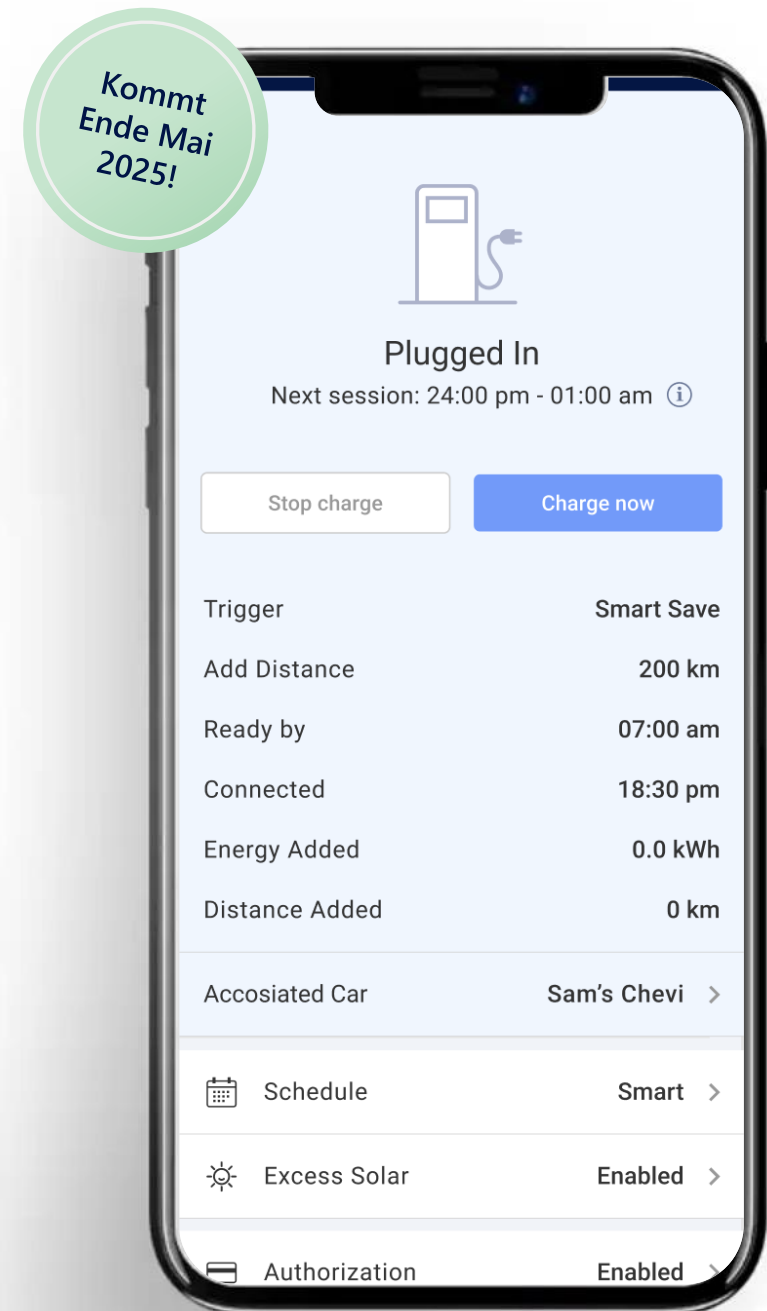 Kommt
Ende Mai
2025!
Plugged In
Next session: 24:00 pm - 01:00 am
Stop charge
Charge now
Trigger Smart Save
Add Distance 200 km
Ready by 07:00 am
Connected 18:30 pm
Energy Added 0.0 kWh
Distance Added 0 km
Accosiated Car Sam’s Chevi
Schedule Smart
Excess Solar Enabled
Authorization Enabled